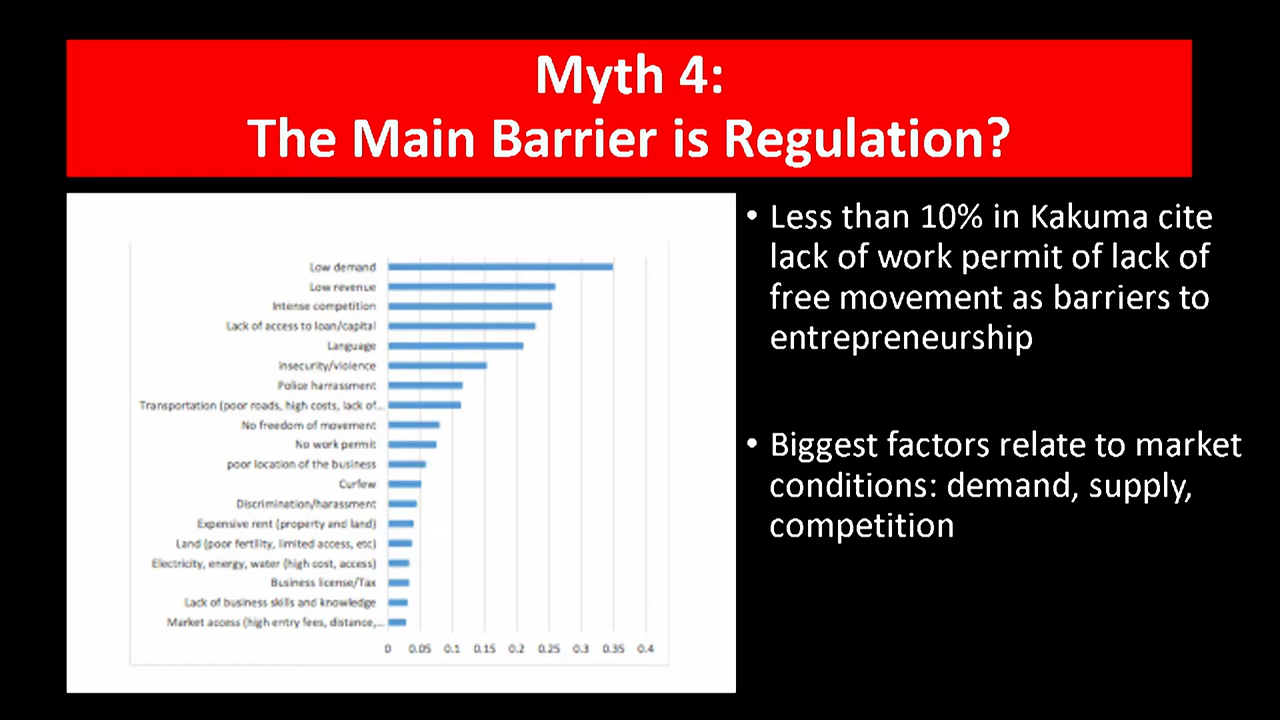 Myth 4:
The Main Barrier is Regulation?
Low demand
Low revenue
Intense competition
Lack of access to loan/capital
Language
Insecurity/violence
Police harrassment
Transportation (poor roads, high costs, lack of...
No freedom of movement
No work permit
poor location of the business
Curfew
Discrimination/harassment
Expensive rent (property and land)
Land (poor fertility, limited access, etc)
Electricity, energy, water (high cost, access)
Business license/Tax
Lack of business skills and knowledge
Market access (high entry fees, distance,...
0 0.05 0.1 0.15 0.2 0.25 0.3 0.35 0.4
• Less than 10% in Kakuma cite
lack of work permit of lack of
free movement as barriers to
entrepreneurship
• Biggest factors relate to market
conditions: demand, supply,
competition